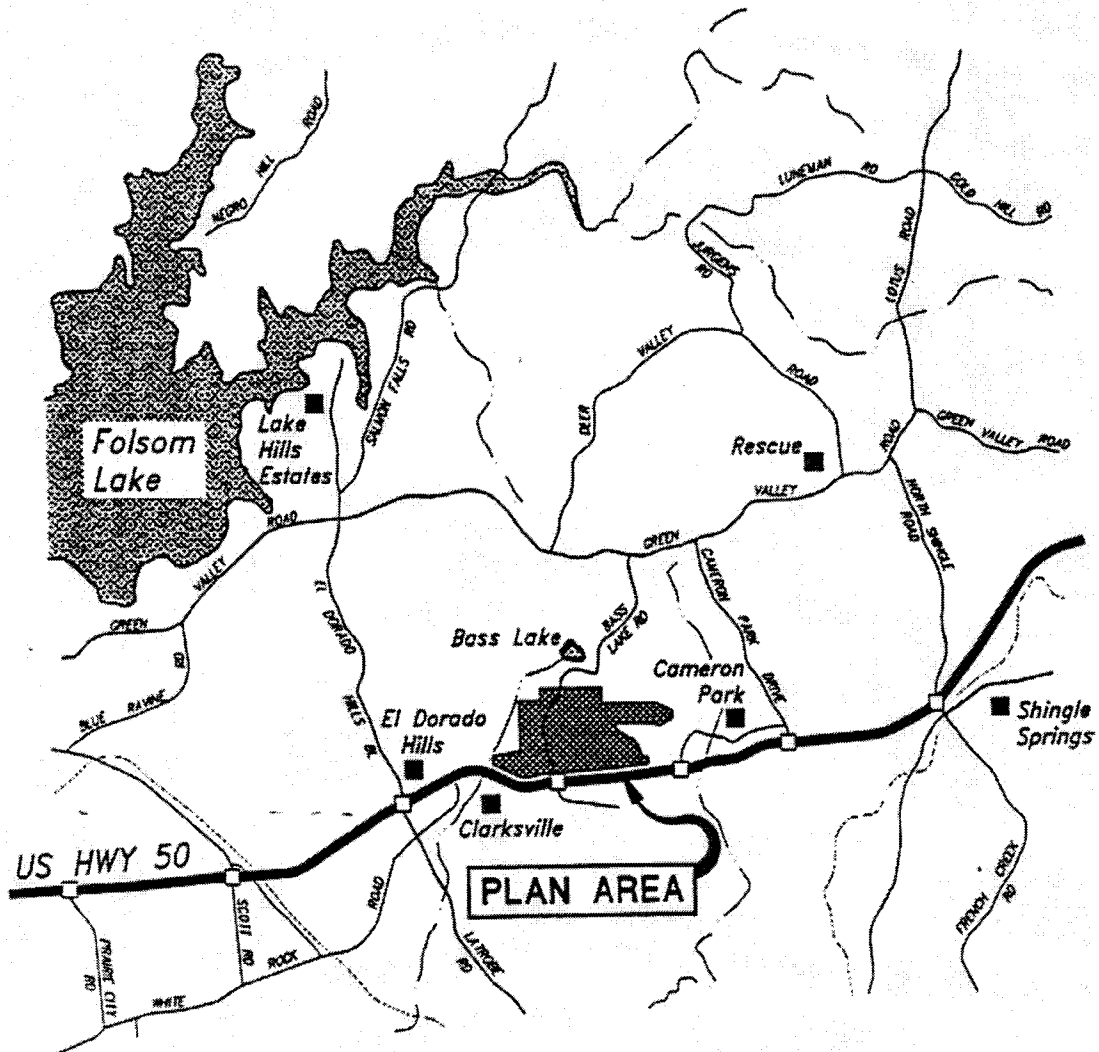 NEGRO HILL ROAD
LUNEMAN RD
GOLD HILL RD
JURGENS RD
LOTUS ROAD
SALMON FALLS RD
DEER VALLEY ROAD
Folsom
Lake
Lake
Hills
Estates
Rescue
GREEN VALLEY ROAD
GREEN VALLEY ROAD
GREEN VALLEY ROAD
NORTH SHINGLE
ROAD
BLUE RAVINE RD
EL DORADO HILLS BL
Bass Lake
BASS
LAKE RD
CAMERON PARK DRIVE
Cameron
Park
El Dorado
Hills
Shingle
Springs
Clarksville
US HWY 50
PLAN AREA
SCOTT RD
PRAIRIE CITY
RD
WHITE ROCK ROAD
LATROBE
RD
FRENCH CREEK
RD